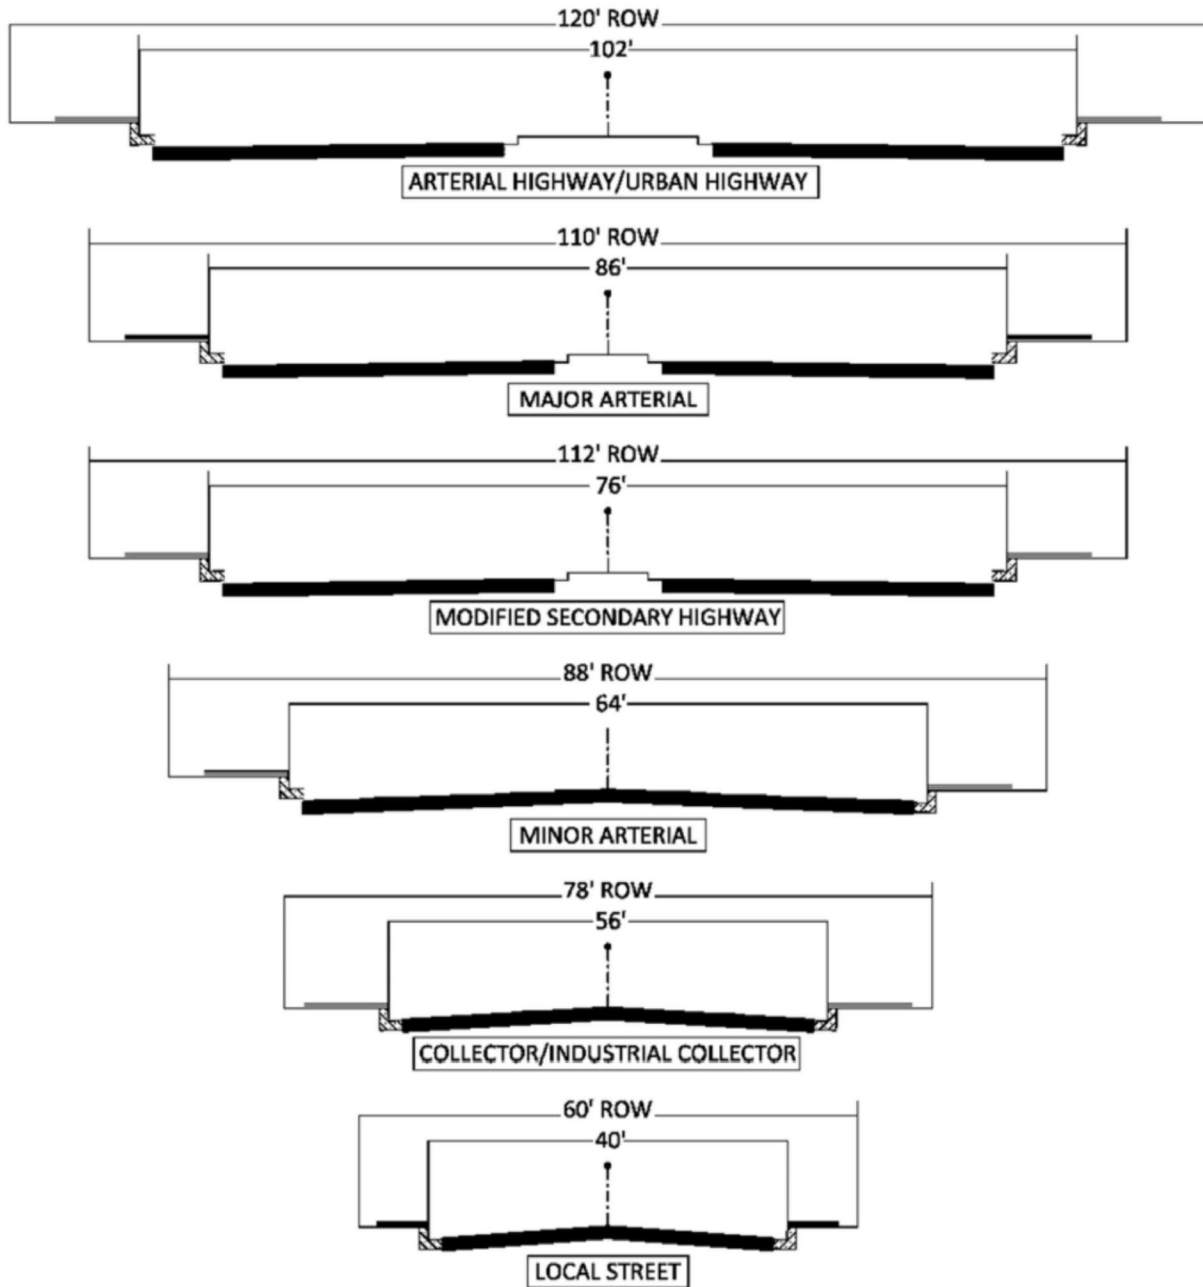 120' ROW
102'
ARTERIAL HIGHWAY/URBAN HIGHWAY
110' ROW
86'
MAJOR ARTERIAL
112' ROW
76'
MODIFIED SECONDARY HIGHWAY
88' ROW
64'
MINOR ARTERIAL
78' ROW
56'
COLLECTOR/INDUSTRIAL COLLECTOR
60' ROW
40'
LOCAL STREET